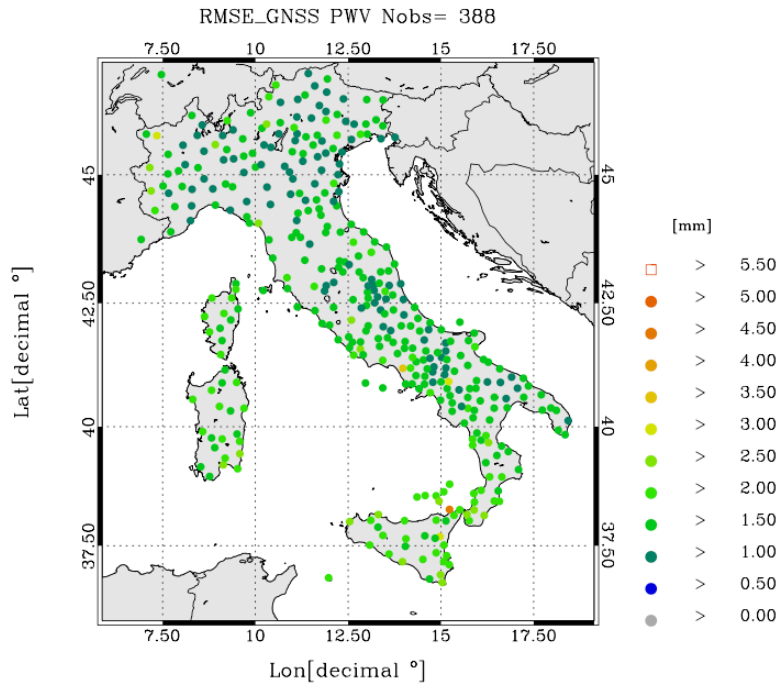 RMSE_GNSS PWV Nobs= 388
7.50 10 12.50 15 17.50
45 45
42.50 42.50
40 40
37.50 37.50
7.50 10 12.50 15 17.50
Lat[decimal °]
Lon[decimal °]
[mm]
> 5.50
> 5.00
> 4.50
> 4.00
> 3.50
> 3.00
> 2.50
> 2.00
> 1.50
> 1.00
> 0.50
> 0.00